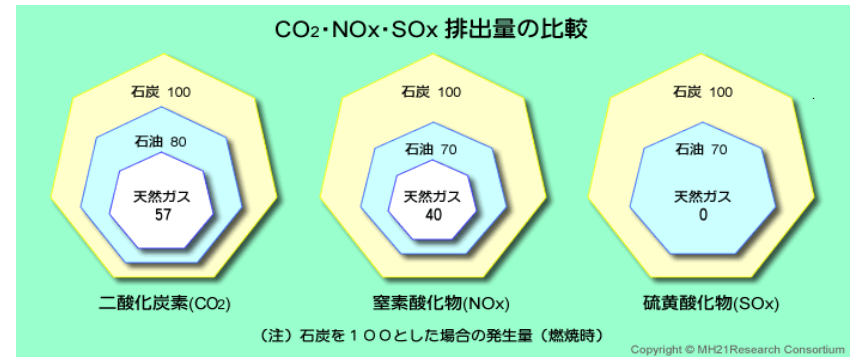 CO₂・NOx・SOx 排出量の比較
石炭 100
石油 80
天然ガス
57
二酸化炭素(CO₂)
石炭 100
石油 70
天然ガス
40
窒素酸化物(NOx)
石炭 100
石油 70
天然ガス
0
硫黄酸化物(SOx)
（注）石炭を１００とした場合の発生量（燃焼時）
Copyright © MH21Research Consortium